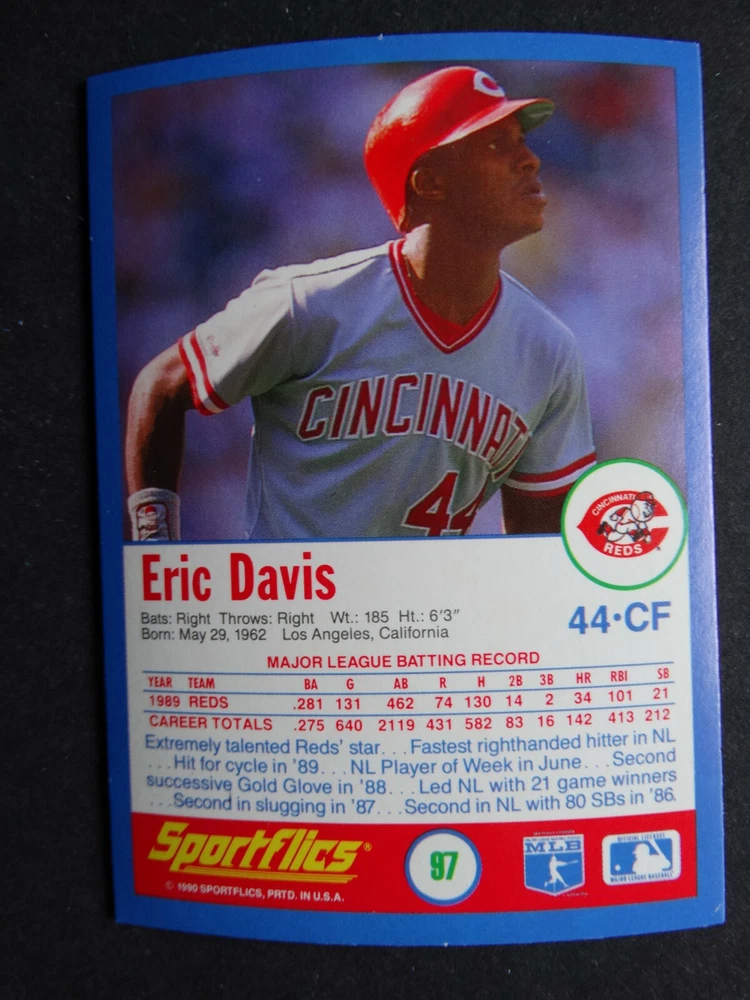 C
CINCINNATI
44
CINCINNATI
REDS
Eric Davis
44•CF
Bats: Right Throws: Right Wt.: 185 Ht.: 6'3"
Born: May 29, 1962 Los Angeles, California
MAJOR LEAGUE BATTING RECORD
YEAR TEAM BA G AB R H 2B 3B HR RBI SB
1989 REDS .281 131 462 74 130 14 2 34 101 21
CAREER TOTALS .275 640 2119 431 582 83 16 142 413 212
Extremely talented Reds' star...Fastest righthanded hitter in NL
...Hit for cycle in '89...NL Player of Week in June...Second
successive Gold Glove in '88...Led NL with 21 game winners
...Second in slugging in '87...Second in NL with 80 SBs in '86.
Sportflics®
© 1990 SPORTFLICS, PRTD. IN U.S.A.
97
MLB
OFFICIAL LICENSEE
MAJOR LEAGUE BASEBALL